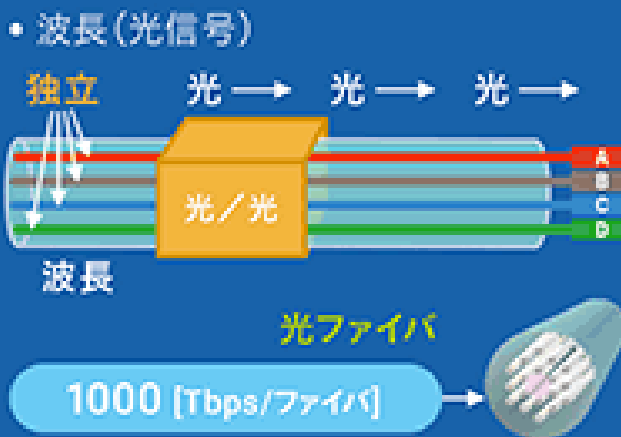 • 波長(光信号)
独立 光 → 光 → 光 →
A
B
光/光
C
D
波長
光ファイバ
1000 [Tbps/ファイバ]